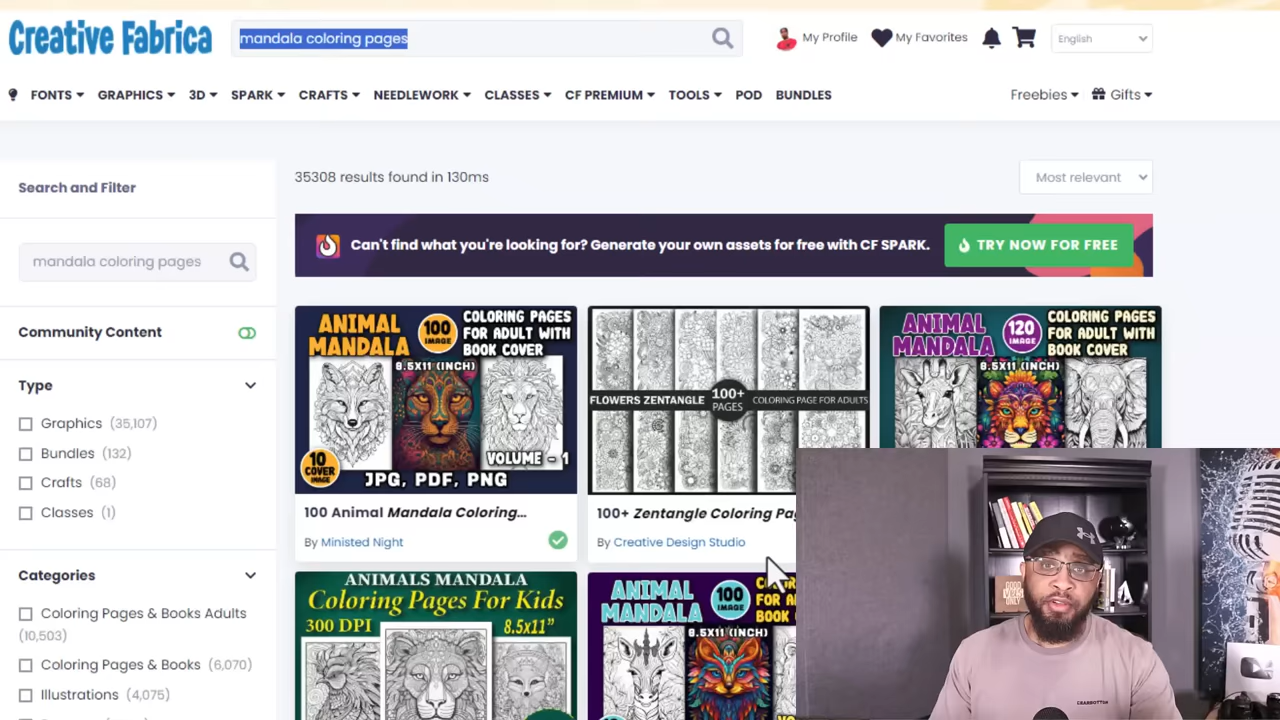 Creative Fabrica
mandala coloring pages
My Profile
My Favorites
English
FONTS
GRAPHICS
3D
SPARK
CRAFTS
NEEDLEWORK
CLASSES
CF PREMIUM
TOOLS
POD
BUNDLES
Freebies
Gifts
Search and Filter
35308 results found in 130ms
Most relevant
mandala coloring pages
Can't find what you're looking for? Generate your own assets for free with CF SPARK.
TRY NOW FOR FREE
Community Content
Type
Graphics (35,107)
Bundles (132)
Crafts (68)
Classes (1)
Categories
Coloring Pages & Books Adults
(10,503)
Coloring Pages & Books (6,070)
Illustrations (4,075)
ANIMAL
MANDALA
100
IMAGE
COLORING PAGES
FOR ADULT WITH
BOOK COVER
8.5X11 (INCH)
10
COVER
IMAGE
VOLUME - 1
JPG, PDF, PNG
100 Animal Mandala Coloring...
By Ministed Night
FLOWERS ZENTANGLE
100+
PAGES
COLORING PAGE FOR ADULTS
100+ Zentangle Coloring Pag
By Creative Design Studio
ANIMAL
MANDALA
120
IMAGE
COLORING PAGES
FOR ADULT WITH
BOOK COVER
8.5X11 (INCH)
ANIMALS MANDALA
Coloring Pages For Kids
300 DPI
8.5x11"
ANIMAL
MANDALA
100
IMAGE
FOR A
BOOK
8.5X11 (INCH)
GOOD
ONLY